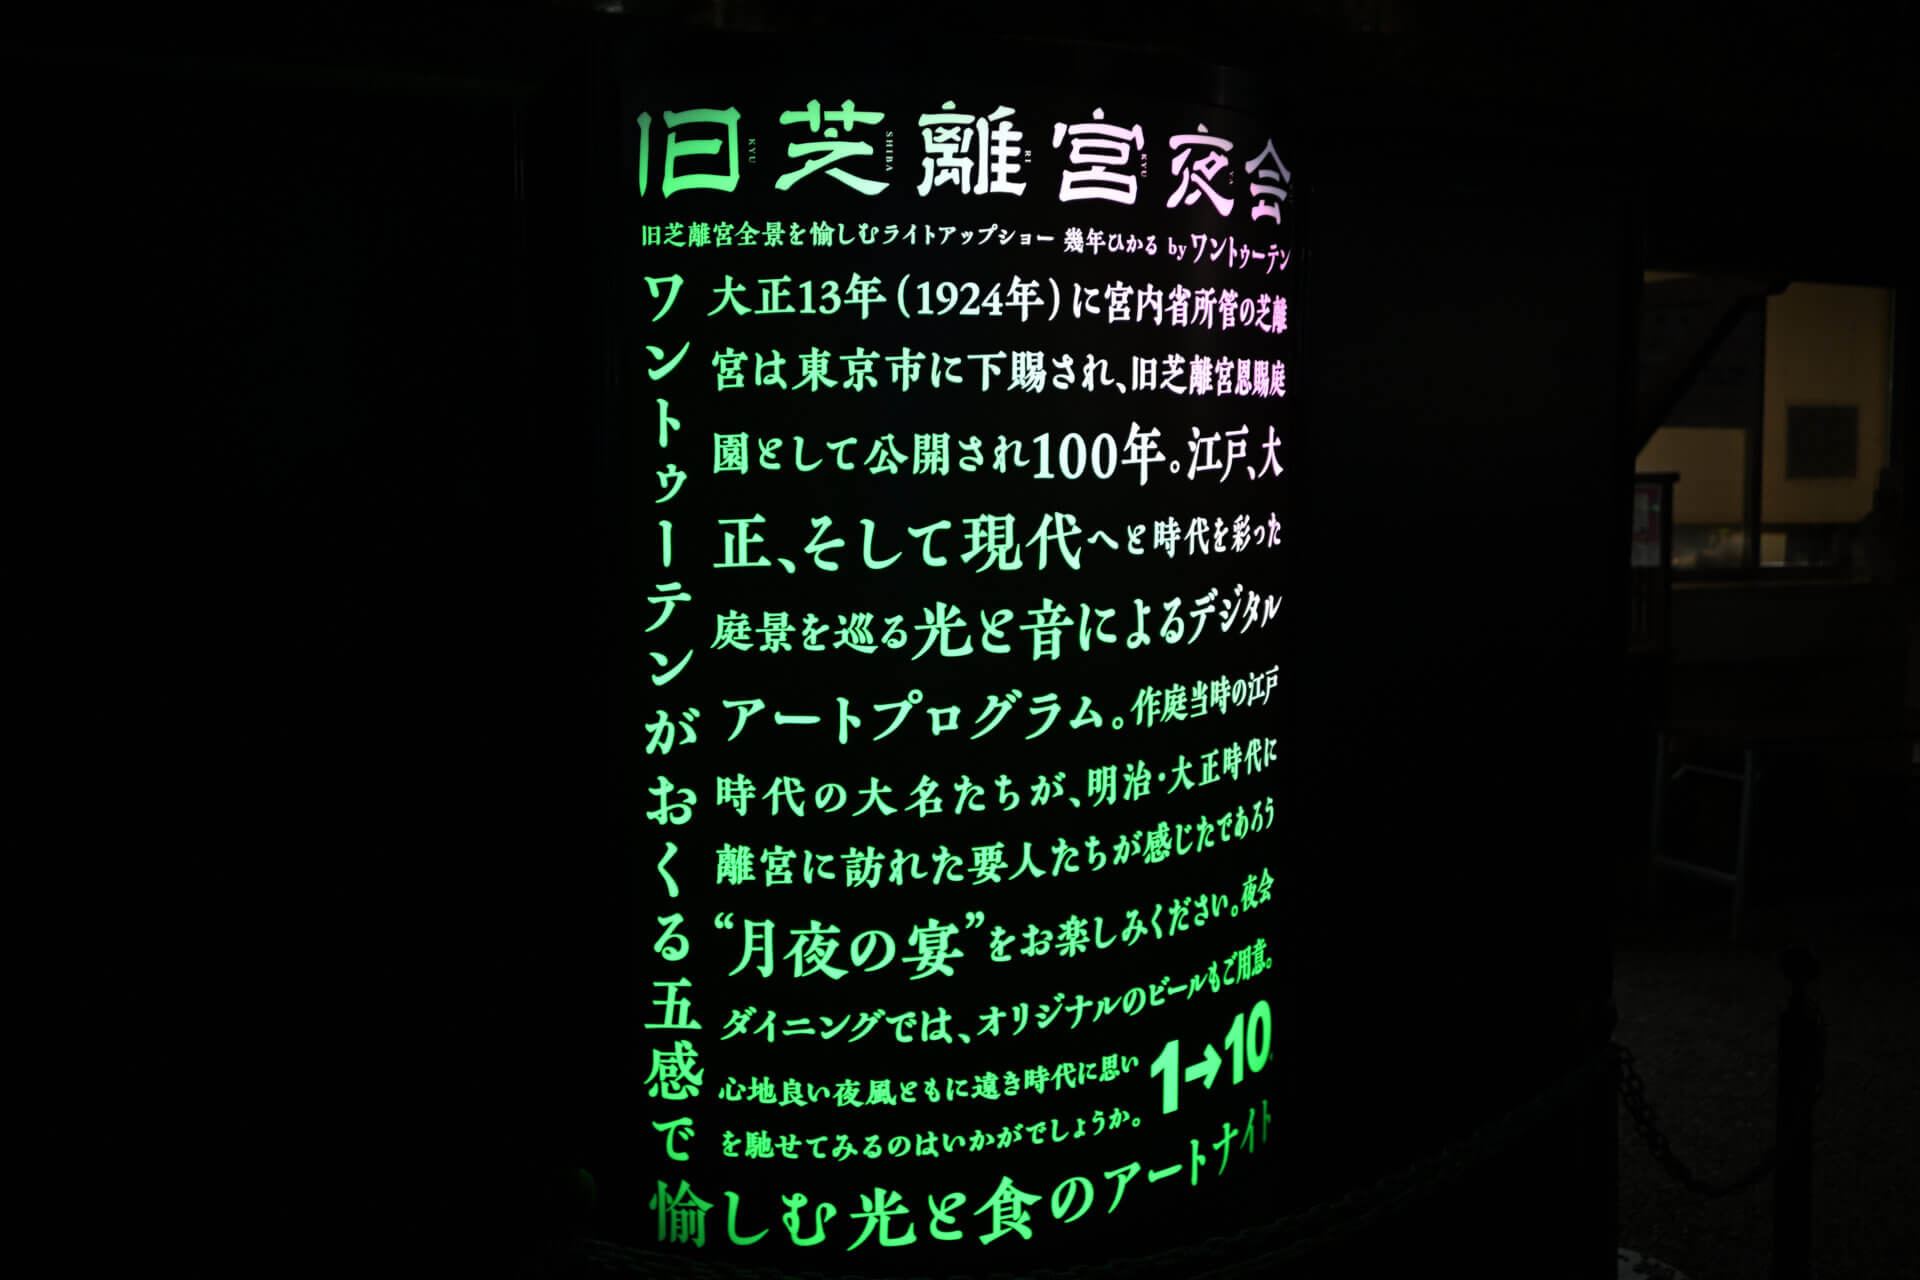 旧芝離宮夜会
KYU SHIBA RI KYU YA
旧芝離宮全景を愉しむライトアップショー 幾年ひかる by ワントゥーテン
ワントゥーテンがおくる五感で
大正13年(1924年)に宮内省所管の芝離
宮は東京市に下賜され、旧芝離宮恩賜庭
園として公開され100年。江戸、大
正、そして現代へと時代を彩った
庭景を巡る光と音によるデジタル
アートプログラム。作庭当時の江戸
時代の大名たちが、明治・大正時代に
離宮に訪れた要人たちが感じたであろう
“月夜の宴”をお楽しみください。夜会
ダイニングでは、オリジナルのビールもご用意。
心地良い夜風ともに遠き時代に思い
を馳せてみるのはいかがでしょうか。
1→10
愉しむ光と食のアートナイト